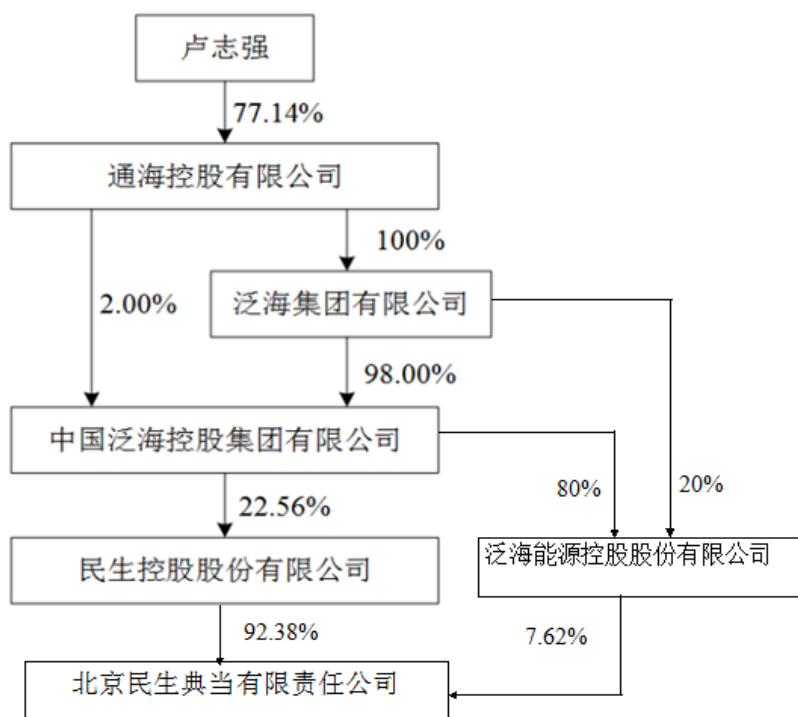 卢志强
77.14%
通海控股有限公司
100%
2.00%
泛海集团有限公司
98.00%
中国泛海控股集团有限公司
22.56%
80%
20%
民生控股股份有限公司
泛海能源控股股份有限公司
92.38%
7.62%
北京民生典当有限责任公司